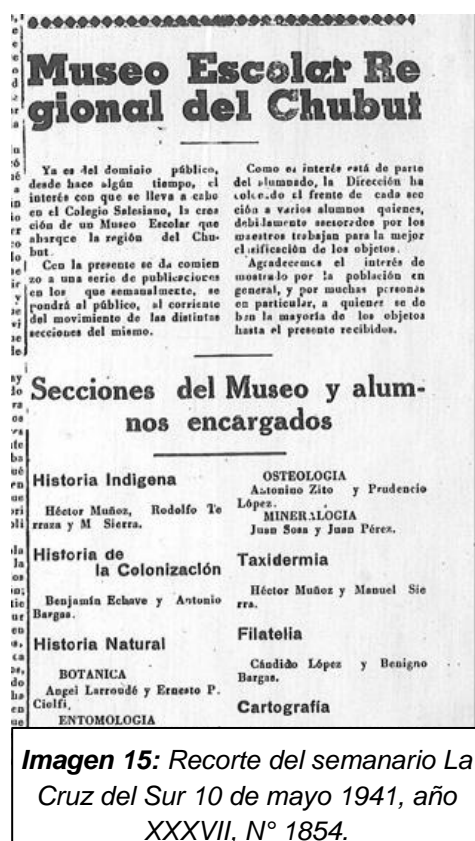 Museo Escolar Re
gional del Chubut
Ya es del dominio público,
desde hace algún tiempo, el
interés con que se lleva a cabo
en el Colegio Salesiano, la crea
ción de un Museo Escolar que
abarque la región del Chu-
but.
Con la presente se da comien
zo a una serie de publicaciones
en los que semanalmente, se
pondrá al público, al corriente
del movimiento de las distintas
secciones del mismo.
Como es interés está de parte
del alumnado, la Dirección ha
colocado el frente de cada sec
ción a varios alumnos quienes,
debidamente asesorados por los
maestros trabajan para la mejor
clasificación de los objetos.
Agradecemos el interés de
mostrado por la población en
general, y por muchas personas
en particular, a quienes se de
ben la mayoría de los objetos
hasta el presente recibidos.
Secciones del Museo y alum-
nos encargados
Historia Indigena
Héctor Muñoz, Rodolfo Te
rraza y M Sierra.
Historia de
la Colonización
Benjamín Echave y Antonio
Bargas.
Historia Natural
BOTANICA
Angel Larroudé y Ernesto P.
Ciolfi.
ENTOMOLOGIA
OSTEOLOGIA
Antonino Zito y Prudencio
López.
MINERALOGIA
Juan Sosa y Juan Pérez.
Taxidermia
Héctor Muñoz y Manuel Sie
rra.
Filatelia
Cándido López y Benigno
Bargas.
Cartografía
Imagen 15: Recorte del semanario La
Cruz del Sur 10 de mayo 1941, año
XXXVII, N° 1854.